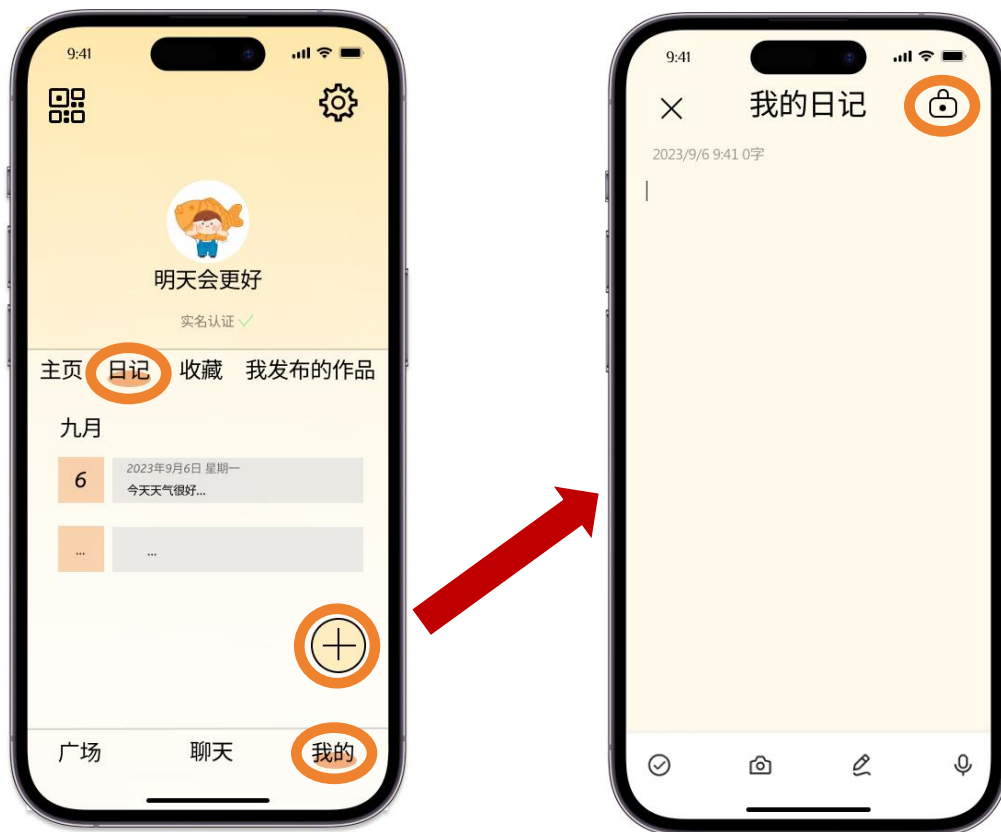 9:41
明天会更好
实名认证
主页 日记 收藏 我发布的作品
九月
6
2023年9月6日 星期一
今天天气很好...
...
...
广场 聊天 我的
9:41
我的日记
2023/9/6 9:41 0字